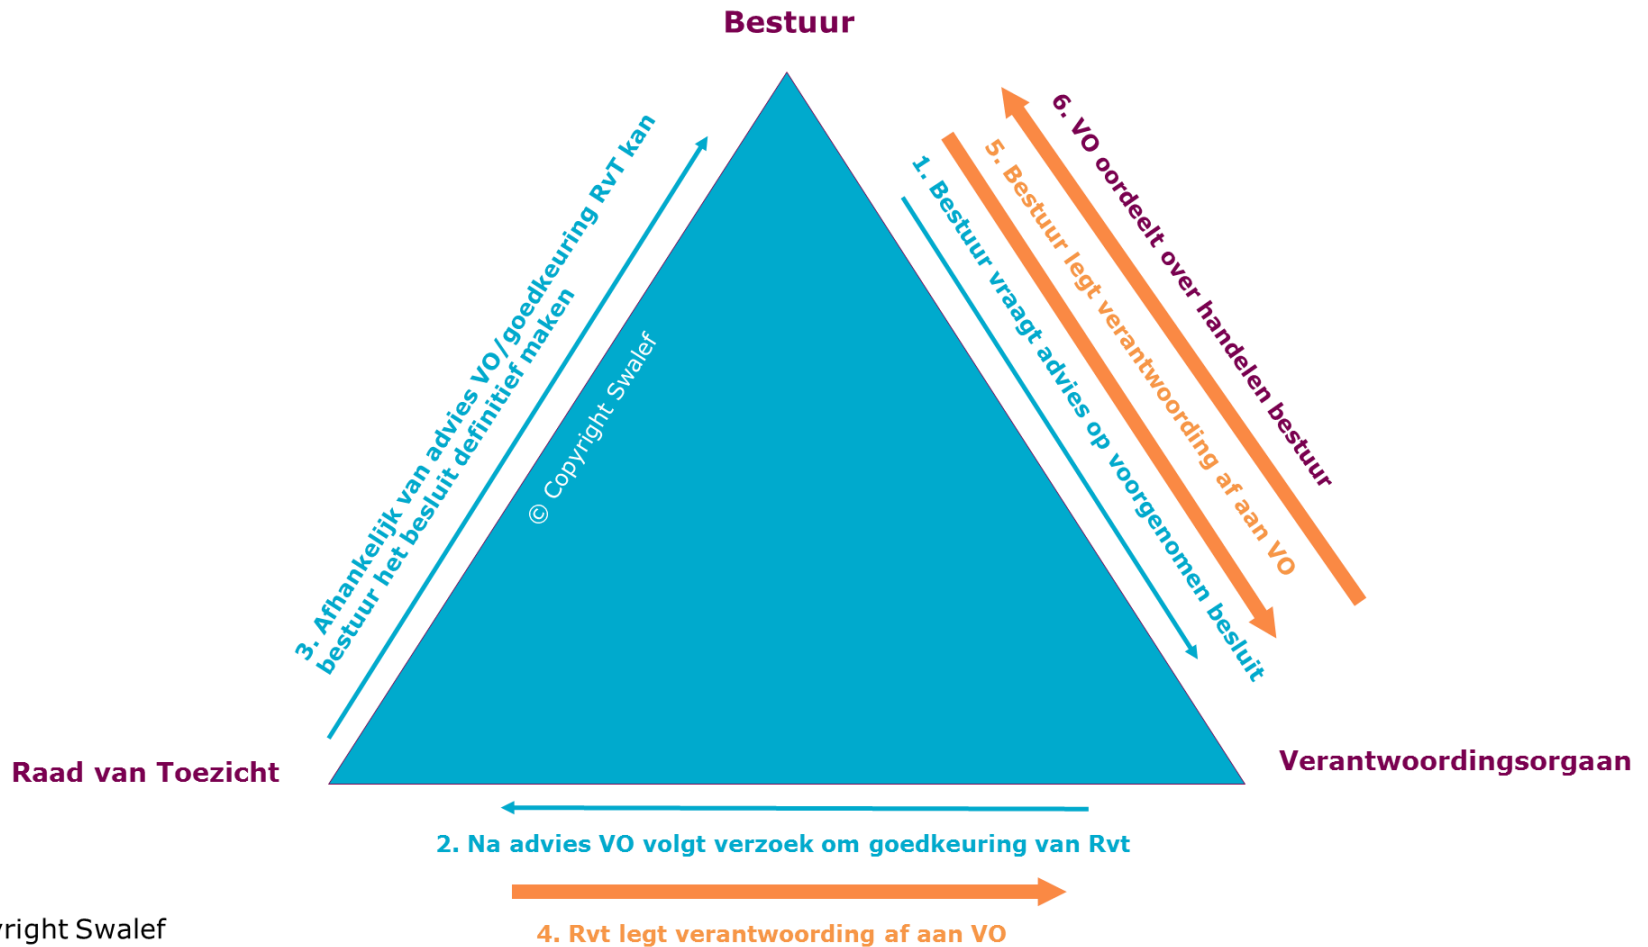 Bestuur
6. VO oordeelt over handelen bestuur
5. Bestuur legt verantwoording af aan VO
1. Bestuur vraagt advies op voorgenomen besluit
3. Afhankelijk van advies VO/goedkeuring RvT kan
bestuur het besluit definitief maken
© Copyright Swalef
Raad van Toezicht
Verantwoordingsorgaan
2. Na advies VO volgt verzoek om goedkeuring van Rvt
4. Rvt legt verantwoording af aan VO
yright Swalef